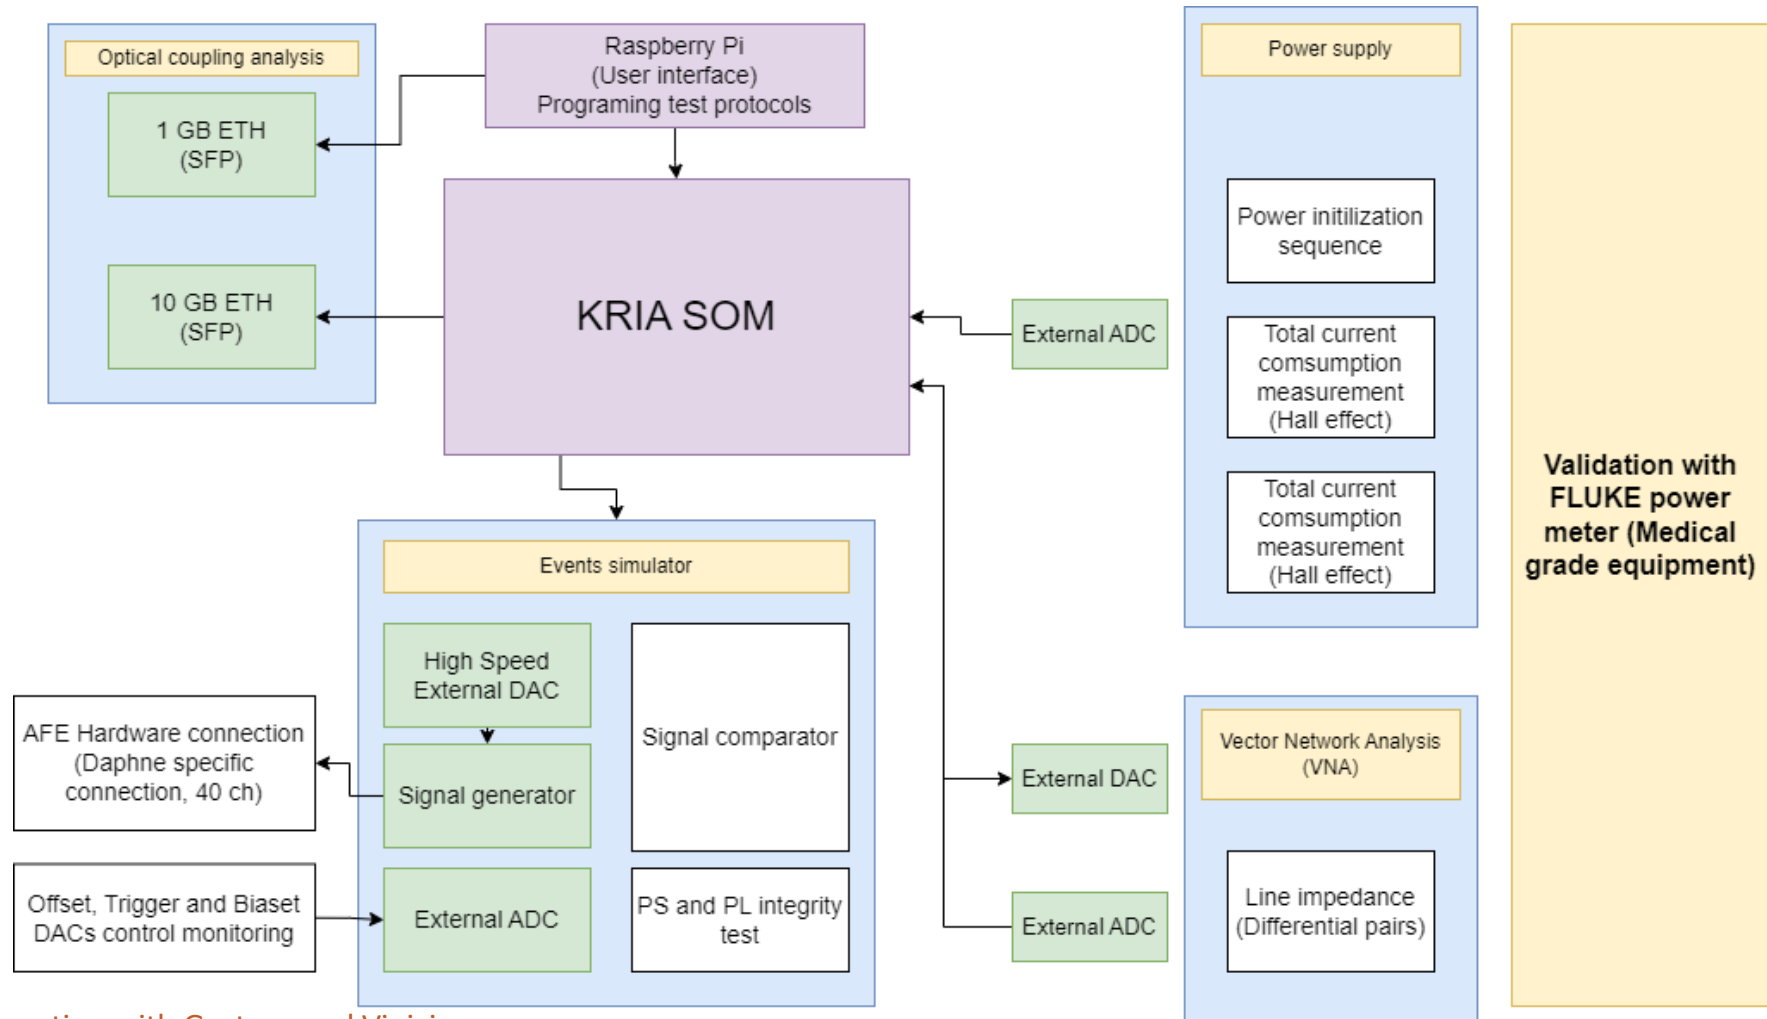 Optical coupling analysis
1 GB ETH
(SFP)
10 GB ETH
(SFP)
Raspberry Pi
(User interface)
Programing test protocols
KRIA SOM
External ADC
Power supply
Power initilization
sequence
Total current
comsumption
measurement
(Hall effect)
Total current
comsumption
measurement
(Hall effect)
Validation with
FLUKE power
meter (Medical
grade equipment)
Events simulator
High Speed
External DAC
Signal generator
External ADC
Signal comparator
PS and PL integrity
test
AFE Hardware connection
(Daphne specific
connection, 40 ch)
Offset, Trigger and Biaset
DACs control monitoring
External DAC
External ADC
Vector Network Analysis
(VNA)
Line impedance
(Differential pairs)
with
and